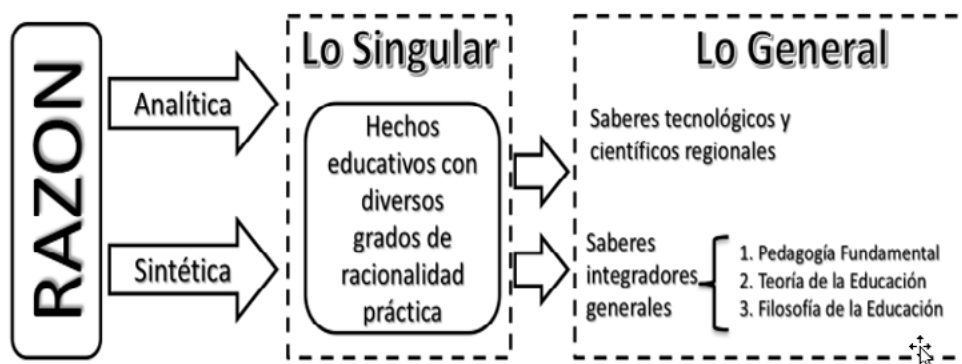 RAZON
Analítica
Sintética
Lo Singular
Hechos
educativos con
diversos
grados de
racionalidad
práctica
Lo General
Saberes tecnológicos y
científicos regionales
Saberes
integradores
generales
1. Pedagogía Fundamental
2. Teoría de la Educación
3. Filosofía de la Educación